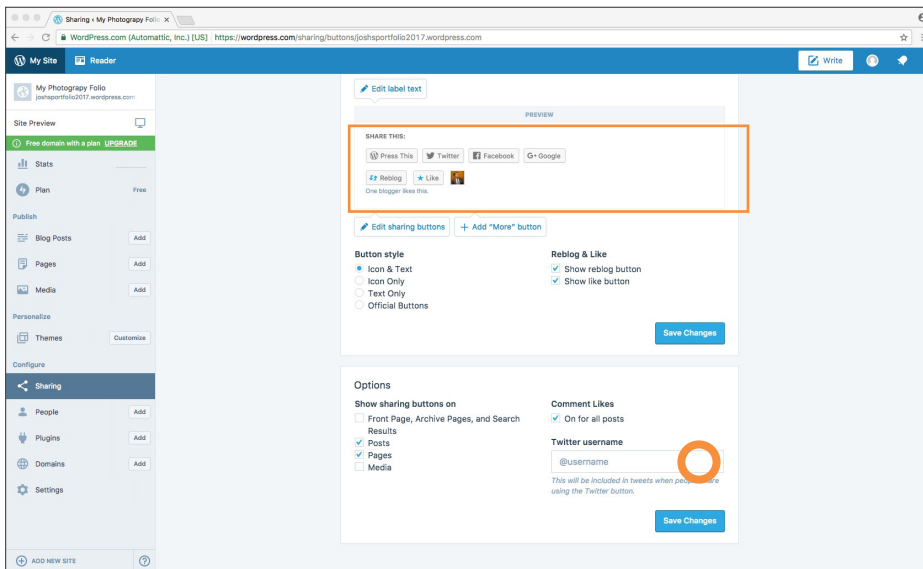 Sharing ‹ My Photograpy Folio
WordPress.com (Automattic, Inc.) [US] https://wordpress.com/sharing/buttons/joshsportfolio2017.wordpress.com
My Site
Reader
Write
My Photograpy Folio
joshsportfolio2017.wordpress.com
Site Preview
Free domain with a plan UPGRADE
Stats
Plan Free
Publish
Blog Posts Add
Pages Add
Media Add
Personalize
Themes Customize
Configure
Sharing
People Add
Plugins Add
Domains Add
Settings
ADD NEW SITE
Edit label text
PREVIEW
SHARE THIS:
Press This Twitter Facebook G+ Google
Reblog Like
One blogger likes this.
Edit sharing buttons + Add "More" button
Button style
Icon & Text
Icon Only
Text Only
Official Buttons
Reblog & Like
Show reblog button
Show like button
Save Changes
Options
Show sharing buttons on
Front Page, Archive Pages, and Search
Results
Posts
Pages
Media
Comment Likes
On for all posts
Twitter username
@username
This will be included in tweets when
using the Twitter button.
Save Changes